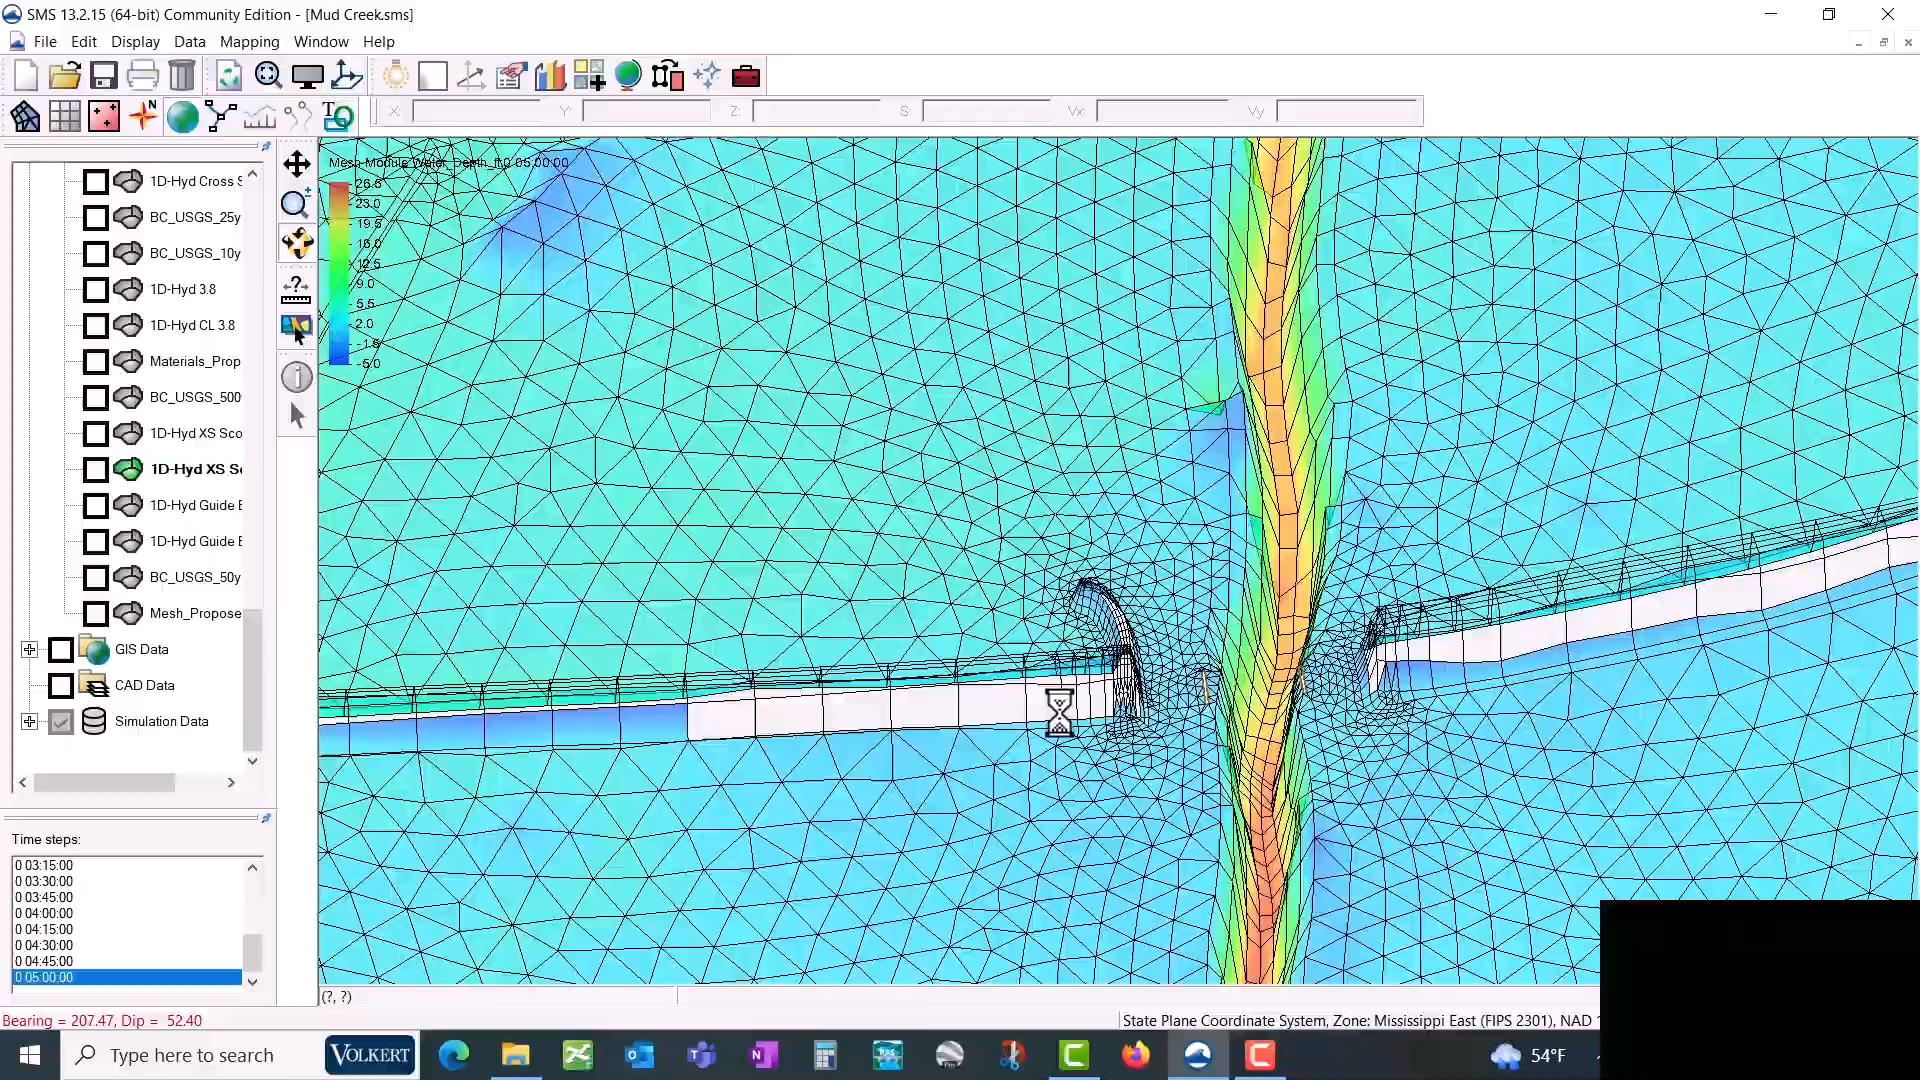 SMS 13.2.15 (64-bit) Community Edition - [Mud Creek.sms]
File Edit Display Data Mapping Window Help
X: Y: Z: S: Vx: Vy
Mesh Module Water_Depth_ft 0 05:00:00
26.5
23.0
19.5
16.0
12.5
9.0
5.5
2.0
-1.5
-5.0
1D-Hyd Cross S
BC_USGS_25y
BC_USGS_10y
1D-Hyd 3.8
1D-Hyd CL 3.8
Materials_Prop
BC_USGS_500
1D-Hyd XS Sco
1D-Hyd XS Sc
1D-Hyd Guide B
1D-Hyd Guide B
BC_USGS_50y
Mesh_Propose
GIS Data
CAD Data
Simulation Data
Time steps:
0 03:15:00
0 03:30:00
0 03:45:00
0 04:00:00
0 04:15:00
0 04:30:00
0 04:45:00
0 05:00:00
(?, ?)
Bearing = 207.47, Dip = 52.40
State Plane Coordinate System, Zone: Mississippi East (FIPS 2301), NAD
Type here to search
VOLKERT
54°F